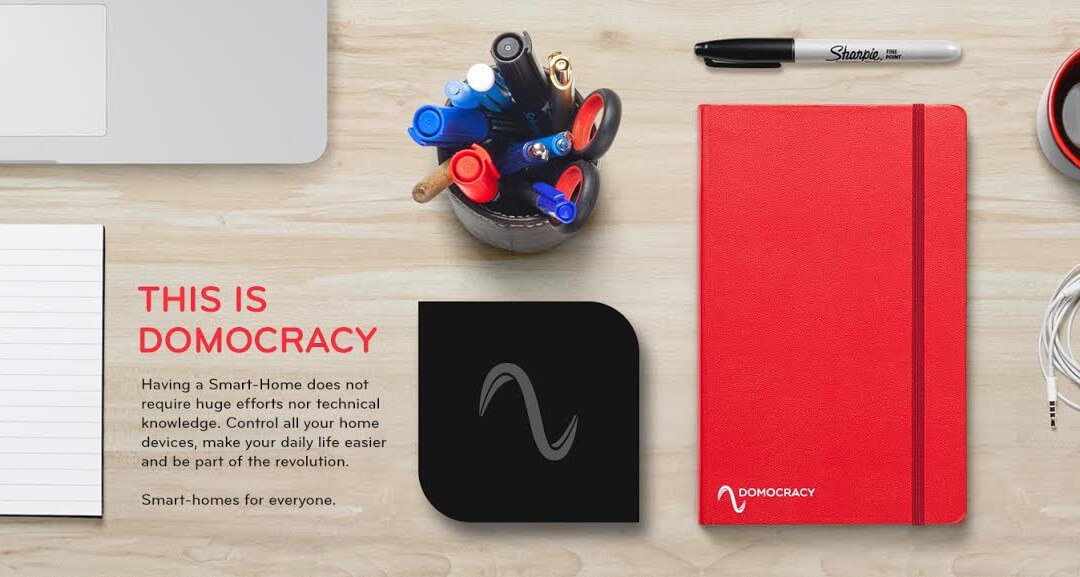 Sharpie. FINE POINT
THIS IS
DOMOCRACY
Having a Smart-Home does not
require huge efforts nor technical
knowledge. Control all your home
devices, make your daily life easier
and be part of the revolution.
Smart-homes for everyone.
DOMOCRACY